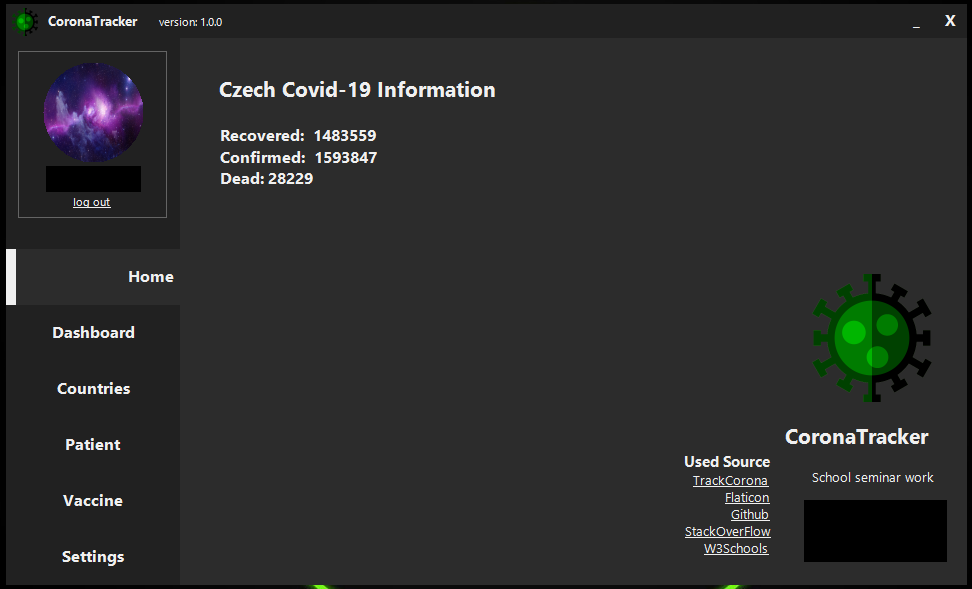 CoronaTracker version: 1.0.0 _ X
log out
Home
Dashboard
Countries
Patient
Vaccine
Settings
Czech Covid-19 Information
Recovered: 1483559
Confirmed: 1593847
Dead: 28229
Used Source
TrackCorona
Flaticon
Github
StackOverFlow
W3Schools
CoronaTracker
School seminar work